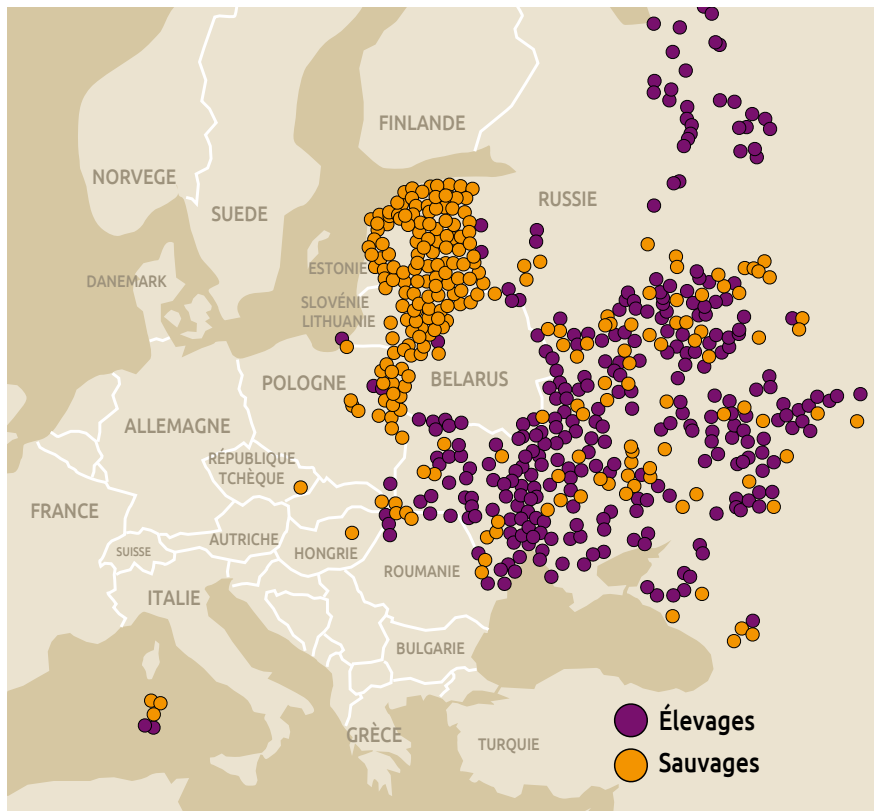 FINLANDE
NORVEGE
RUSSIE
SUEDE
ESTONIE
DANEMARK
SLOVÉNIE
LITHUANIE
POLOGNE
BELARUS
ALLEMAGNE
RÉPUBLIQUE
TCHÈQUE
FRANCE
AUTRICHE
SUISSE
HONGRIE
ROUMANIE
ITALIE
BULGARIE
Élevages
GRÈCE
TURQUIE
Sauvages